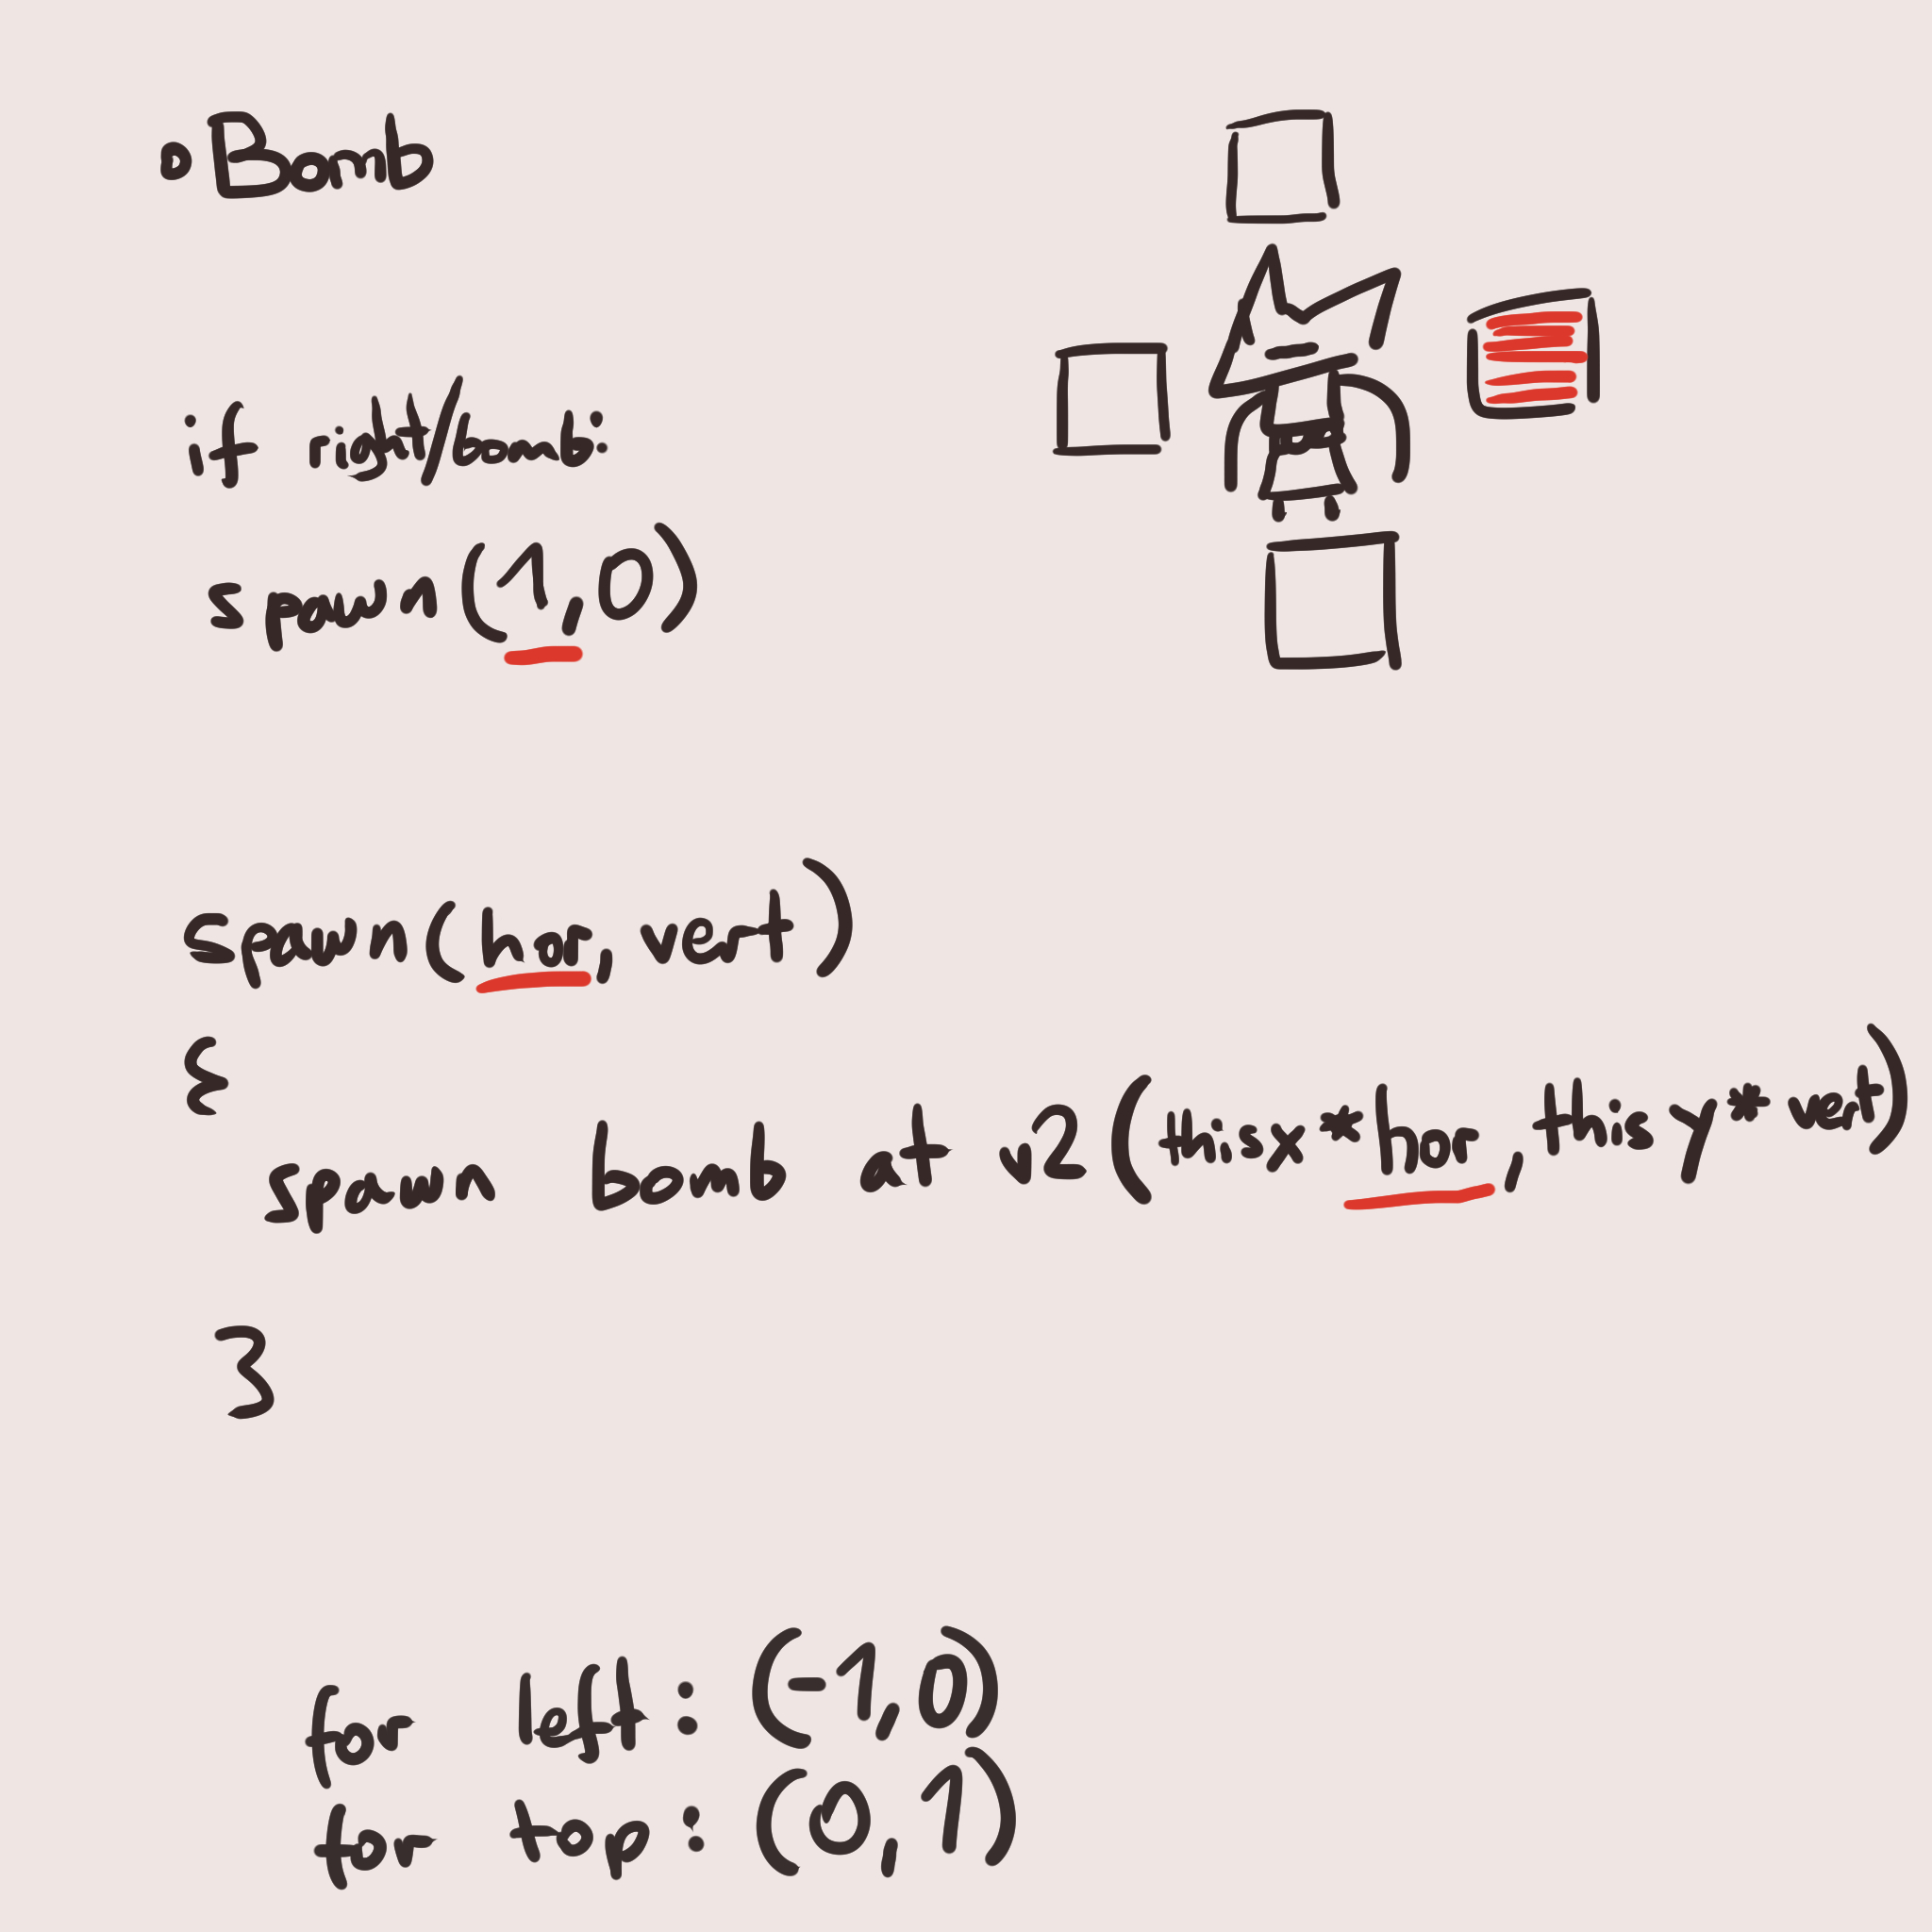 Bomb
if right/bomb:
spawn(1,0)
spawn(hor, vert)
{
spawn bomb at v2(thisx*hor, thisy*vert)
}
for left: (-1,0)
for top: (0,1)